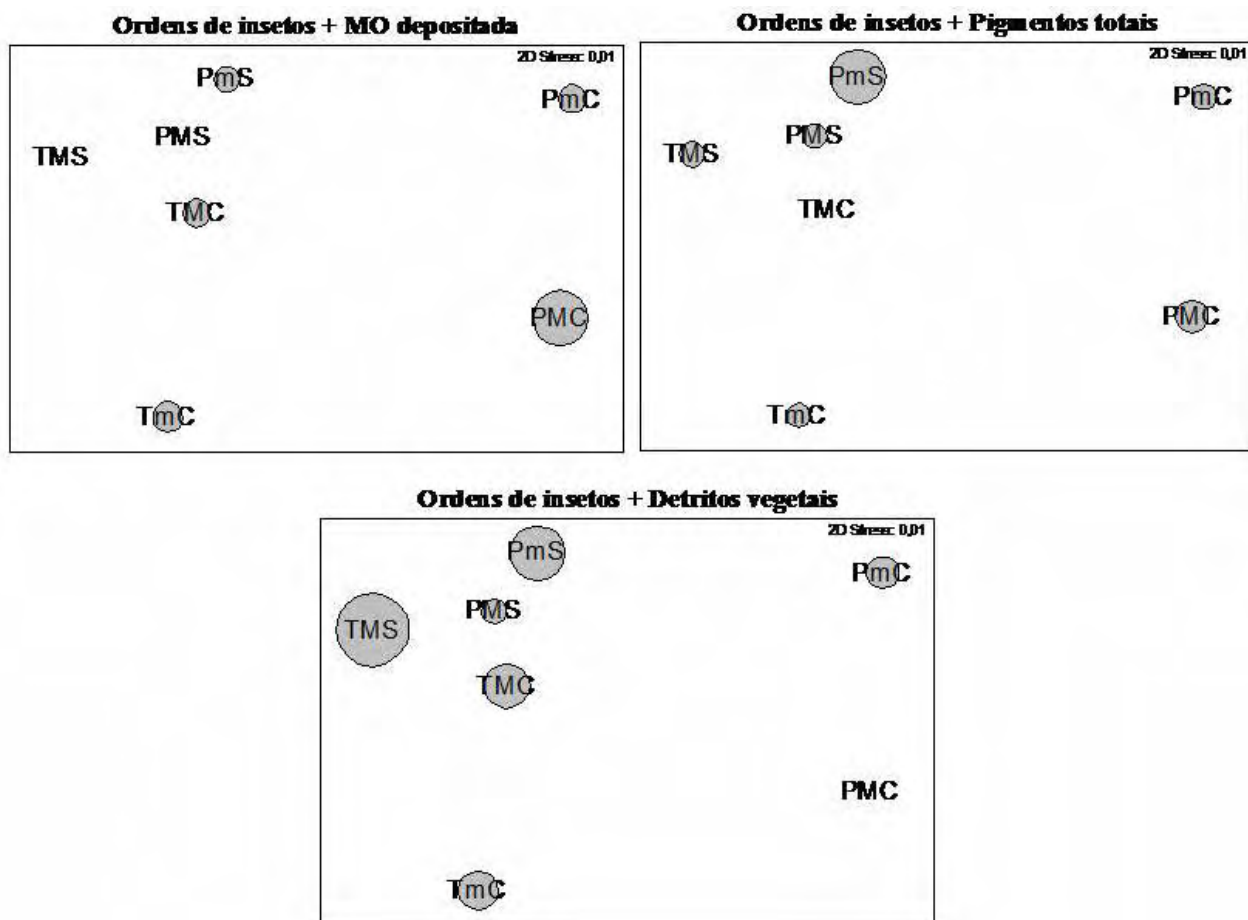 Ordens de insetos + MO depositada
2D Stress: 0,01
PmS
PmC
PMS
TMS
TMC
PMC
TmC
Ordens de insetos + Pigmentos totais
2D Stress: 0,01
PmS
PmC
PMS
TMS
TMC
PMC
TmC
Ordens de insetos + Detritos vegetais
2D Stress: 0,01
PmS
PmC
PMS
TMS
TMC
PMC
TmC